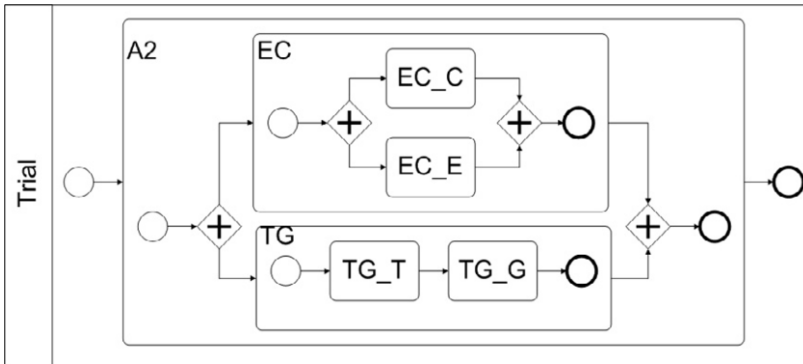 Trial
A2
EC
EC_C
EC_E
TG
TG_T
TG_G